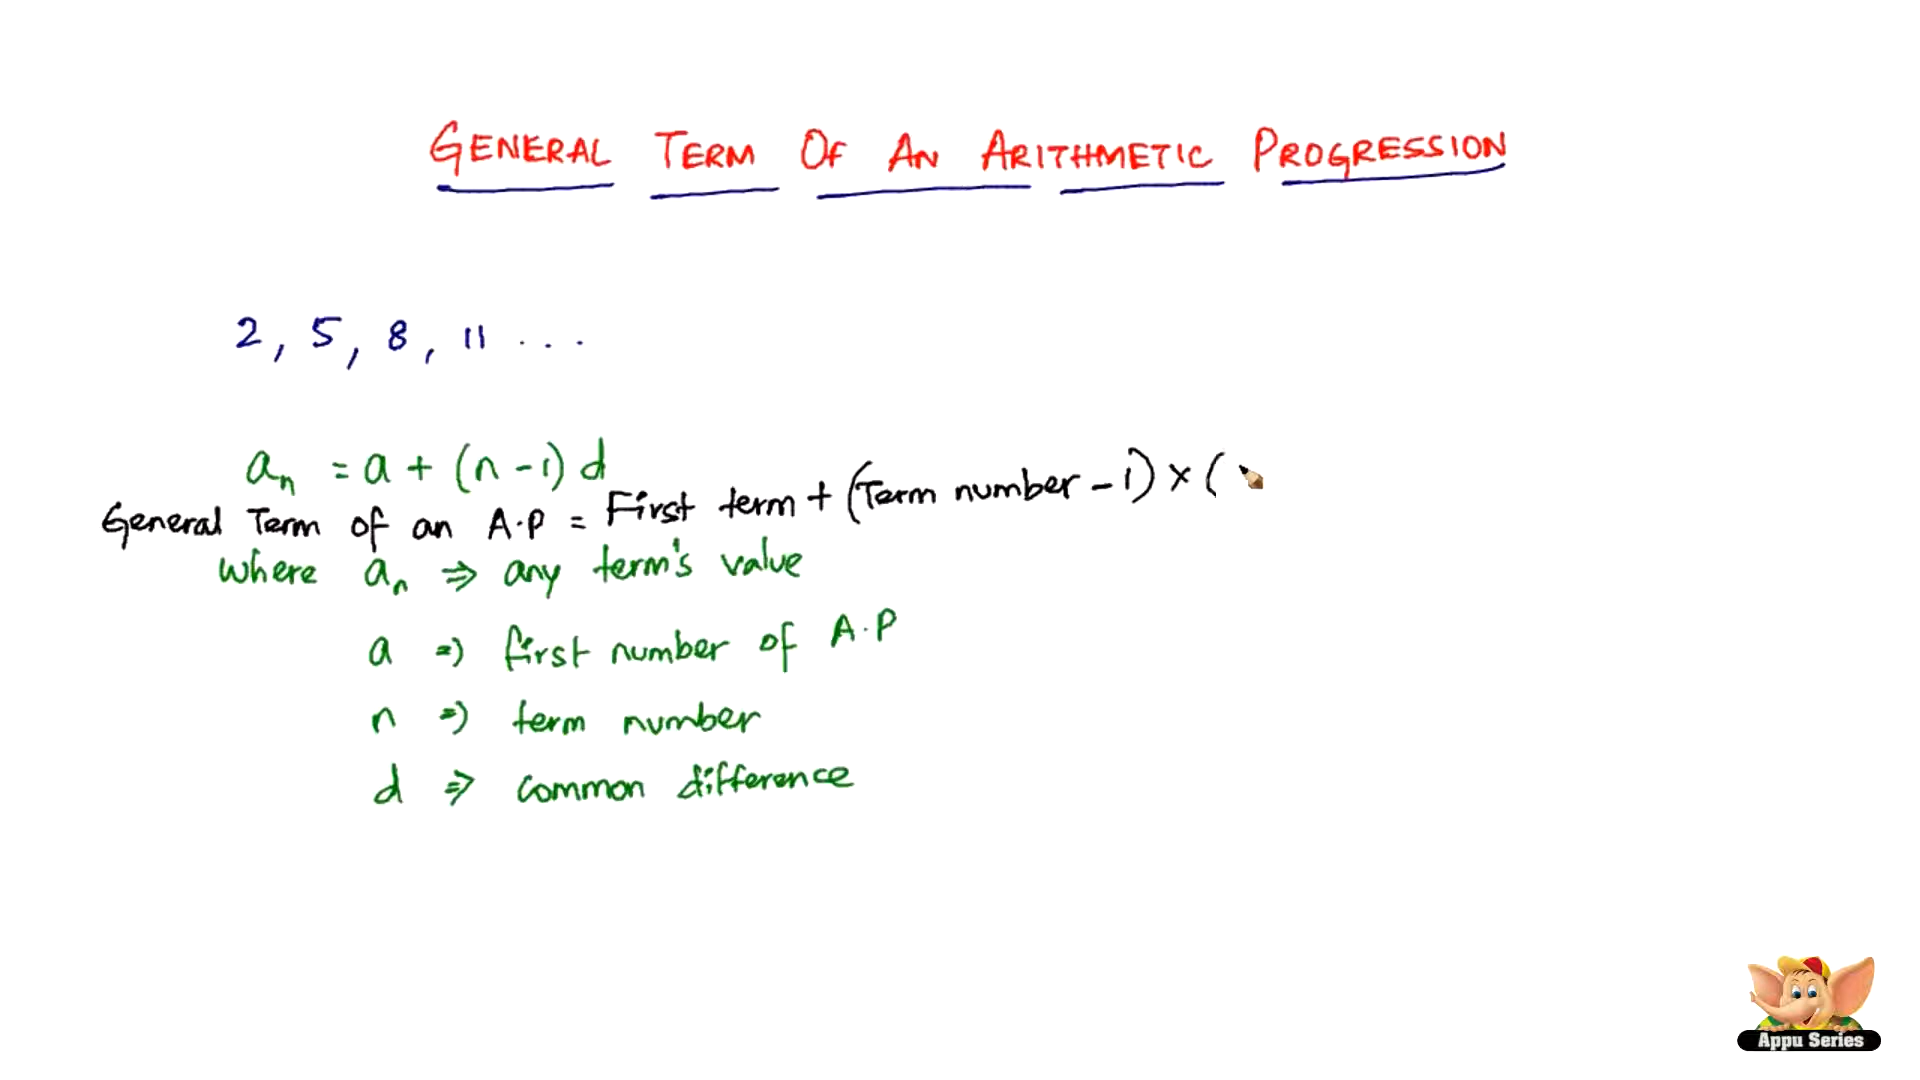 GENERAL TERM OF AN ARITHMETIC PROGRESSION
2, 5, 8, 11 ...
aₙ = a + (n - 1) d
General Term of an A.P = First term + (Term number - 1) × (
where aₙ ⇒ any term's value
a ⇒ first number of A.P
n ⇒ term number
d ⇒ common difference
Appu Series